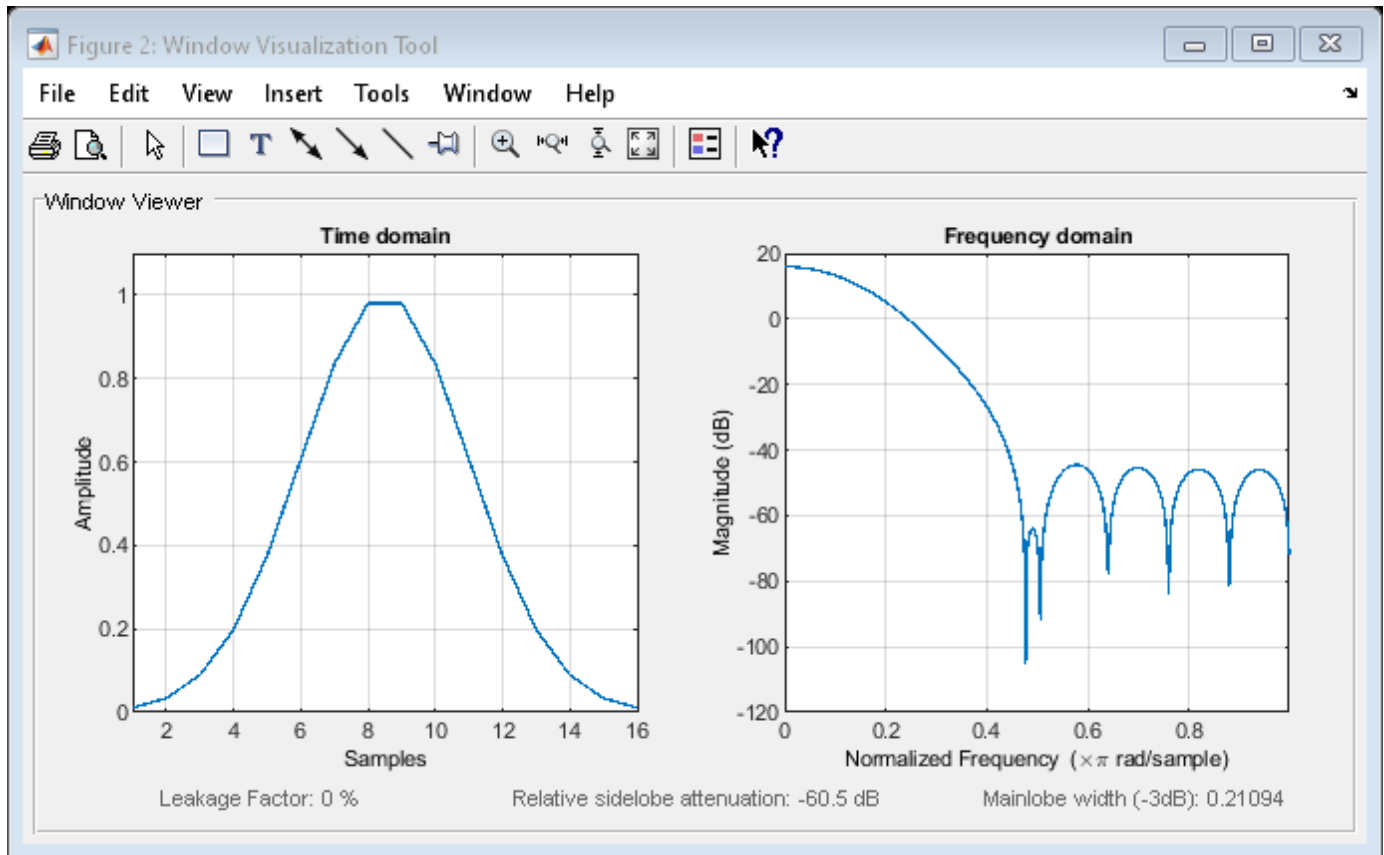 Figure 2: Window Visualization Tool
File Edit View Insert Tools Window Help
T
Window Viewer
Time domain
1
0.8
0.6
0.4
0.2
0
Amplitude
2 4 6 8 10 12 14 16
Samples
Frequency domain
20
0
-20
-40
-60
-80
-100
-120
Magnitude (dB)
0 0.2 0.4 0.6 0.8
Normalized Frequency (×π rad/sample)
Leakage Factor: 0 % Relative sidelobe attenuation: -60.5 dB Mainlobe width (-3dB): 0.21094